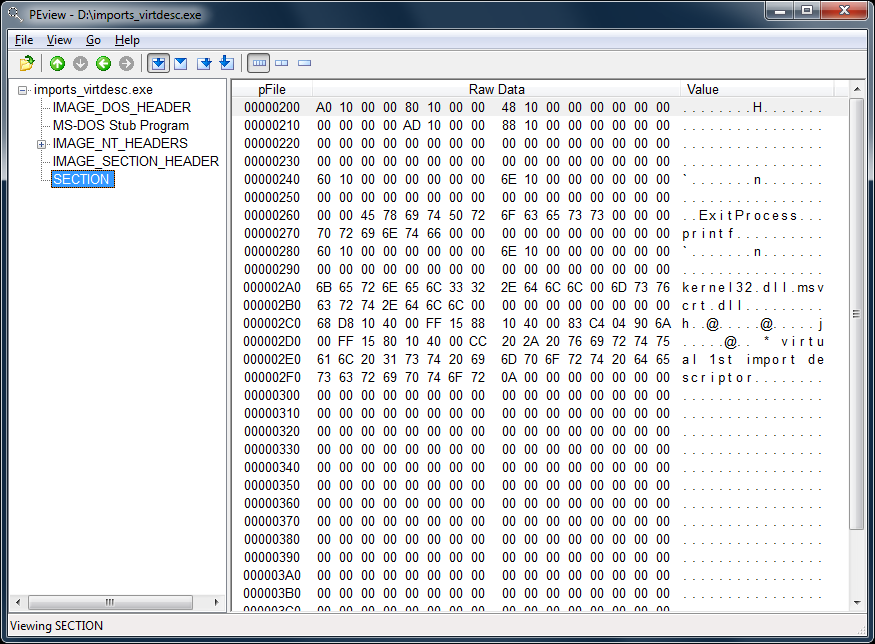 PEview - D:\imports_virtdesc.exe
File View Go Help
imports_virtdesc.exe
IMAGE_DOS_HEADER
MS-DOS Stub Program
IMAGE_NT_HEADERS
IMAGE_SECTION_HEADER
SECTION
pFile Raw Data Value
00000200 A0 10 00 00 80 10 00 00 48 10 00 00 00 00 00 00 ........H.......
00000210 00 00 00 00 AD 10 00 00 88 10 00 00 00 00 00 00 ................
00000220 00 00 00 00 00 00 00 00 00 00 00 00 00 00 00 00 ................
00000230 00 00 00 00 00 00 00 00 00 00 00 00 00 00 00 00 ................
00000240 60 10 00 00 00 00 00 00 6E 10 00 00 00 00 00 00 `.......n.......
00000250 00 00 00 00 00 00 00 00 00 00 00 00 00 00 00 00 ................
00000260 00 00 45 78 69 74 50 72 6F 63 65 73 73 00 00 00 ..ExitProcess...
00000270 70 72 69 6E 74 66 00 00 00 00 00 00 00 00 00 00 printf..........
00000280 60 10 00 00 00 00 00 00 6E 10 00 00 00 00 00 00 `.......n.......
00000290 00 00 00 00 00 00 00 00 00 00 00 00 00 00 00 00 ................
000002A0 6B 65 72 6E 65 6C 33 32 2E 64 6C 6C 00 6D 73 76 kernel32.dll.msv
000002B0 63 72 74 2E 64 6C 6C 00 00 00 00 00 00 00 00 00 crt.dll.........
000002C0 68 D8 10 40 00 FF 15 88 10 40 00 83 C4 04 90 6A h..@.....@.....j
000002D0 00 FF 15 80 10 40 00 CC 20 2A 20 76 69 72 74 75 .....@.. * virtu
000002E0 61 6C 20 31 73 74 20 69 6D 70 6F 72 74 20 64 65 al 1st import de
000002F0 73 63 72 69 70 74 6F 72 0A 00 00 00 00 00 00 00 scriptor........
00000300 00 00 00 00 00 00 00 00 00 00 00 00 00 00 00 00 ................
00000310 00 00 00 00 00 00 00 00 00 00 00 00 00 00 00 00 ................
00000320 00 00 00 00 00 00 00 00 00 00 00 00 00 00 00 00 ................
00000330 00 00 00 00 00 00 00 00 00 00 00 00 00 00 00 00 ................
00000340 00 00 00 00 00 00 00 00 00 00 00 00 00 00 00 00 ................
00000350 00 00 00 00 00 00 00 00 00 00 00 00 00 00 00 00 ................
00000360 00 00 00 00 00 00 00 00 00 00 00 00 00 00 00 00 ................
00000370 00 00 00 00 00 00 00 00 00 00 00 00 00 00 00 00 ................
00000380 00 00 00 00 00 00 00 00 00 00 00 00 00 00 00 00 ................
00000390 00 00 00 00 00 00 00 00 00 00 00 00 00 00 00 00 ................
000003A0 00 00 00 00 00 00 00 00 00 00 00 00 00 00 00 00 ................
000003B0 00 00 00 00 00 00 00 00 00 00 00 00 00 00 00 00 ................
000003C0 00 00 00 00 00 00 00 00 00 00 00 00 00 00 00 00
Viewing SECTION